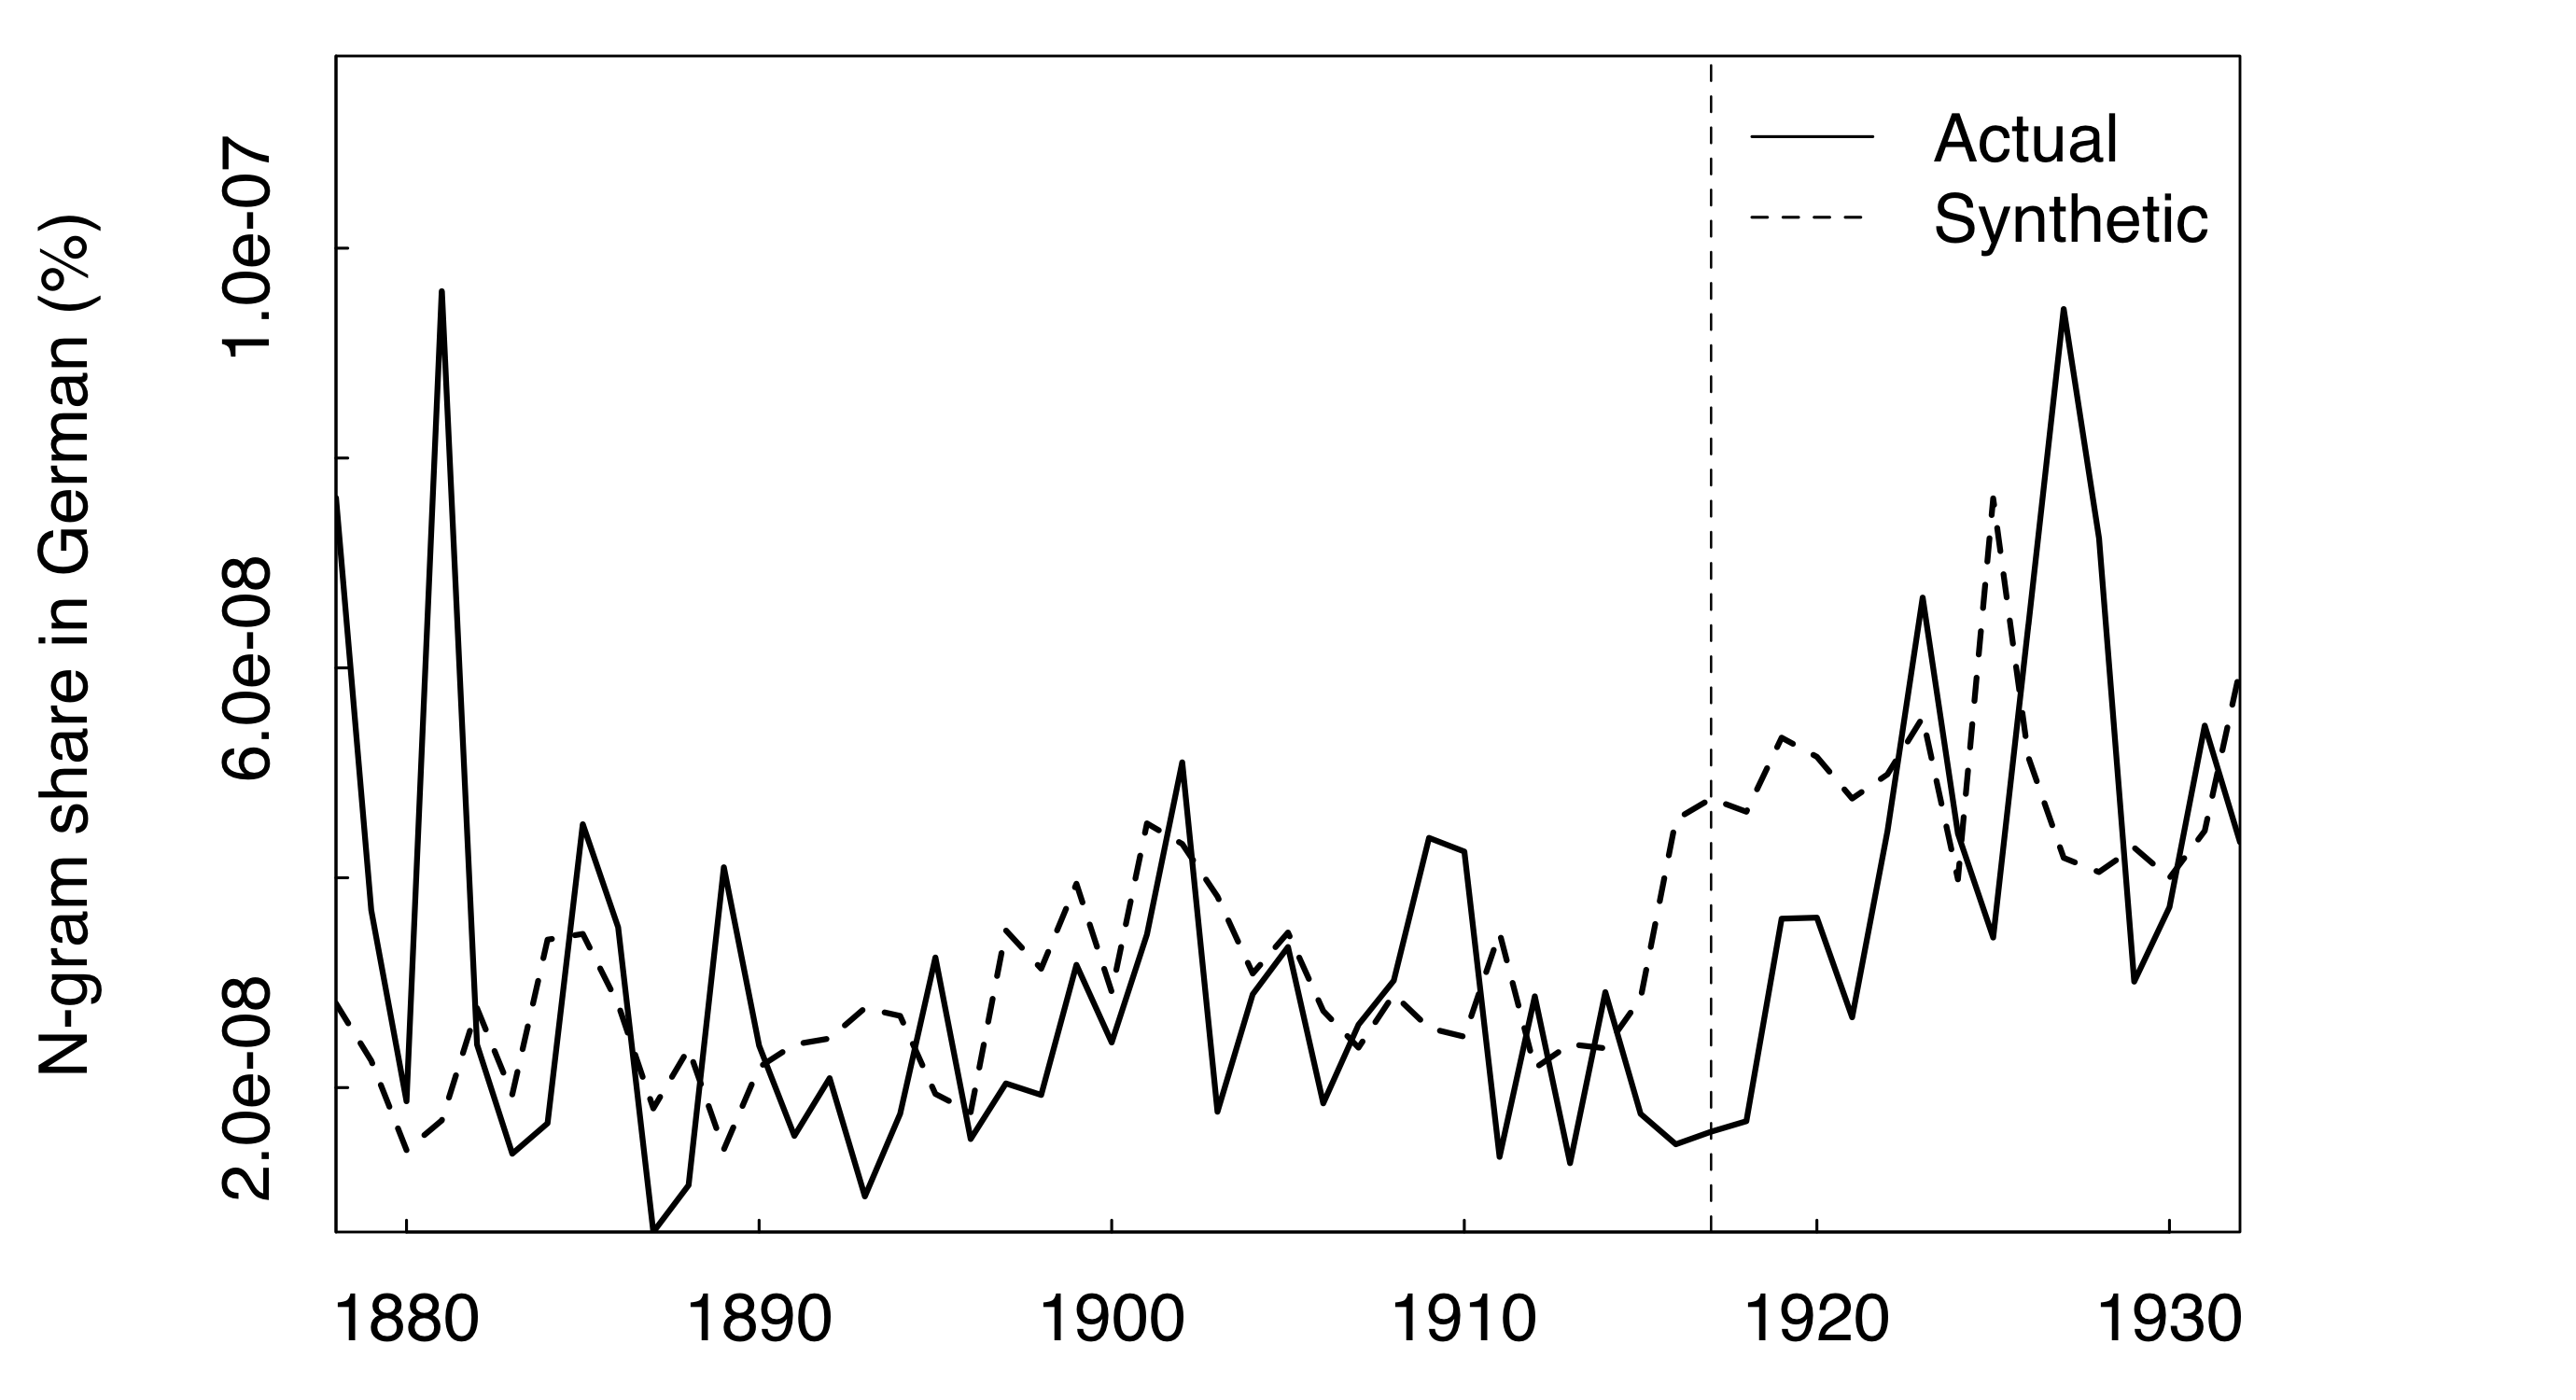 N-gram share in German (%)
1.0e-07
6.0e-08
2.0e-08
Actual
Synthetic
1880 1890 1900 1910 1920 1930